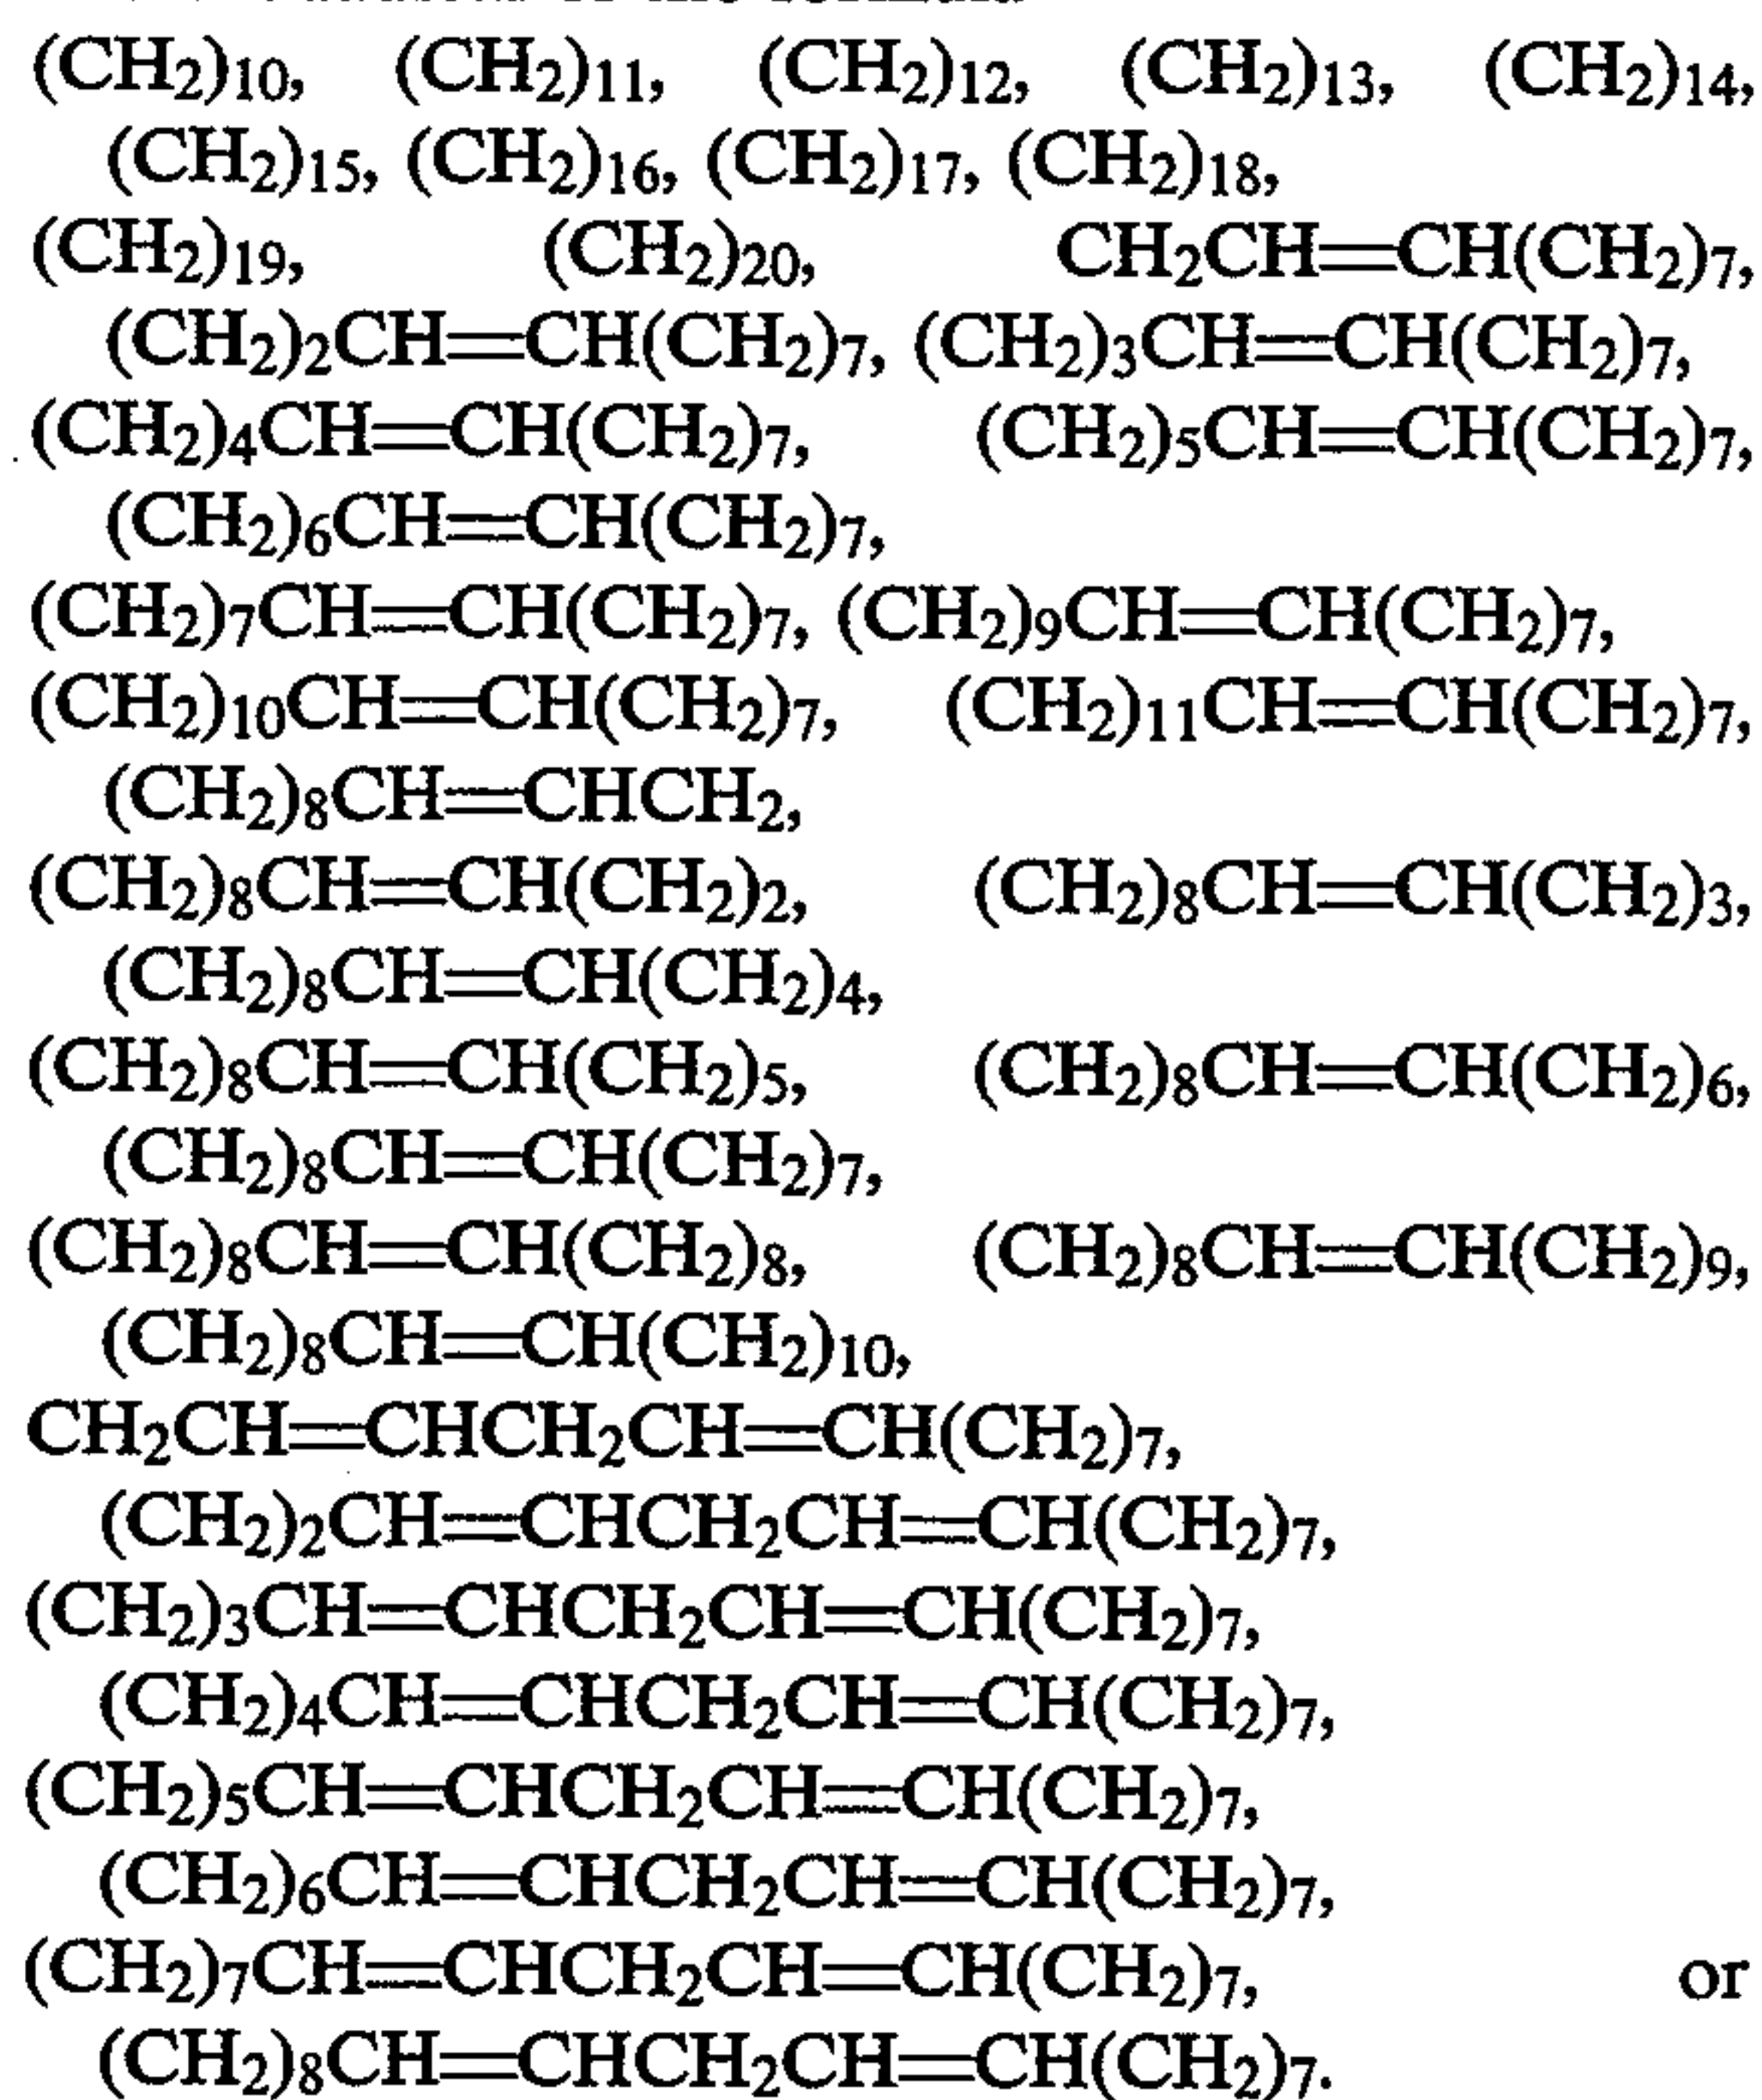 (CH₂)₁₀, (CH₂)₁₁, (CH₂)₁₂, (CH₂)₁₃, (CH₂)₁₄,
(CH₂)₁₅, (CH₂)₁₆, (CH₂)₁₇, (CH₂)₁₈,
(CH₂)₁₉, (CH₂)₂₀, CH₂CH=CH(CH₂)₇,
(CH₂)₂CH=CH(CH₂)₇, (CH₂)₃CH=CH(CH₂)₇,
(CH₂)₄CH=CH(CH₂)₇, (CH₂)₅CH=CH(CH₂)₇,
(CH₂)₆CH=CH(CH₂)₇,
(CH₂)₇CH=CH(CH₂)₇, (CH₂)₉CH=CH(CH₂)₇,
(CH₂)₁₀CH=CH(CH₂)₇, (CH₂)₁₁CH=CH(CH₂)₇,
(CH₂)₈CH=CHCH₂,
(CH₂)₈CH=CH(CH₂)₂, (CH₂)₈CH=CH(CH₂)₃,
(CH₂)₈CH=CH(CH₂)₄,
(CH₂)₈CH=CH(CH₂)₅, (CH₂)₈CH=CH(CH₂)₆,
(CH₂)₈CH=CH(CH₂)₇,
(CH₂)₈CH=CH(CH₂)₈, (CH₂)₈CH=CH(CH₂)₉,
(CH₂)₈CH=CH(CH₂)₁₀,
CH₂CH=CHCH₂CH=CH(CH₂)₇,
(CH₂)₂CH=CHCH₂CH=CH(CH₂)₇,
(CH₂)₃CH=CHCH₂CH=CH(CH₂)₇,
(CH₂)₄CH=CHCH₂CH=CH(CH₂)₇,
(CH₂)₅CH=CHCH₂CH=CH(CH₂)₇,
(CH₂)₆CH=CHCH₂CH=CH(CH₂)₇,
(CH₂)₇CH=CHCH₂CH=CH(CH₂)₇, or
(CH₂)₈CH=CHCH₂CH=CH(CH₂)₇.